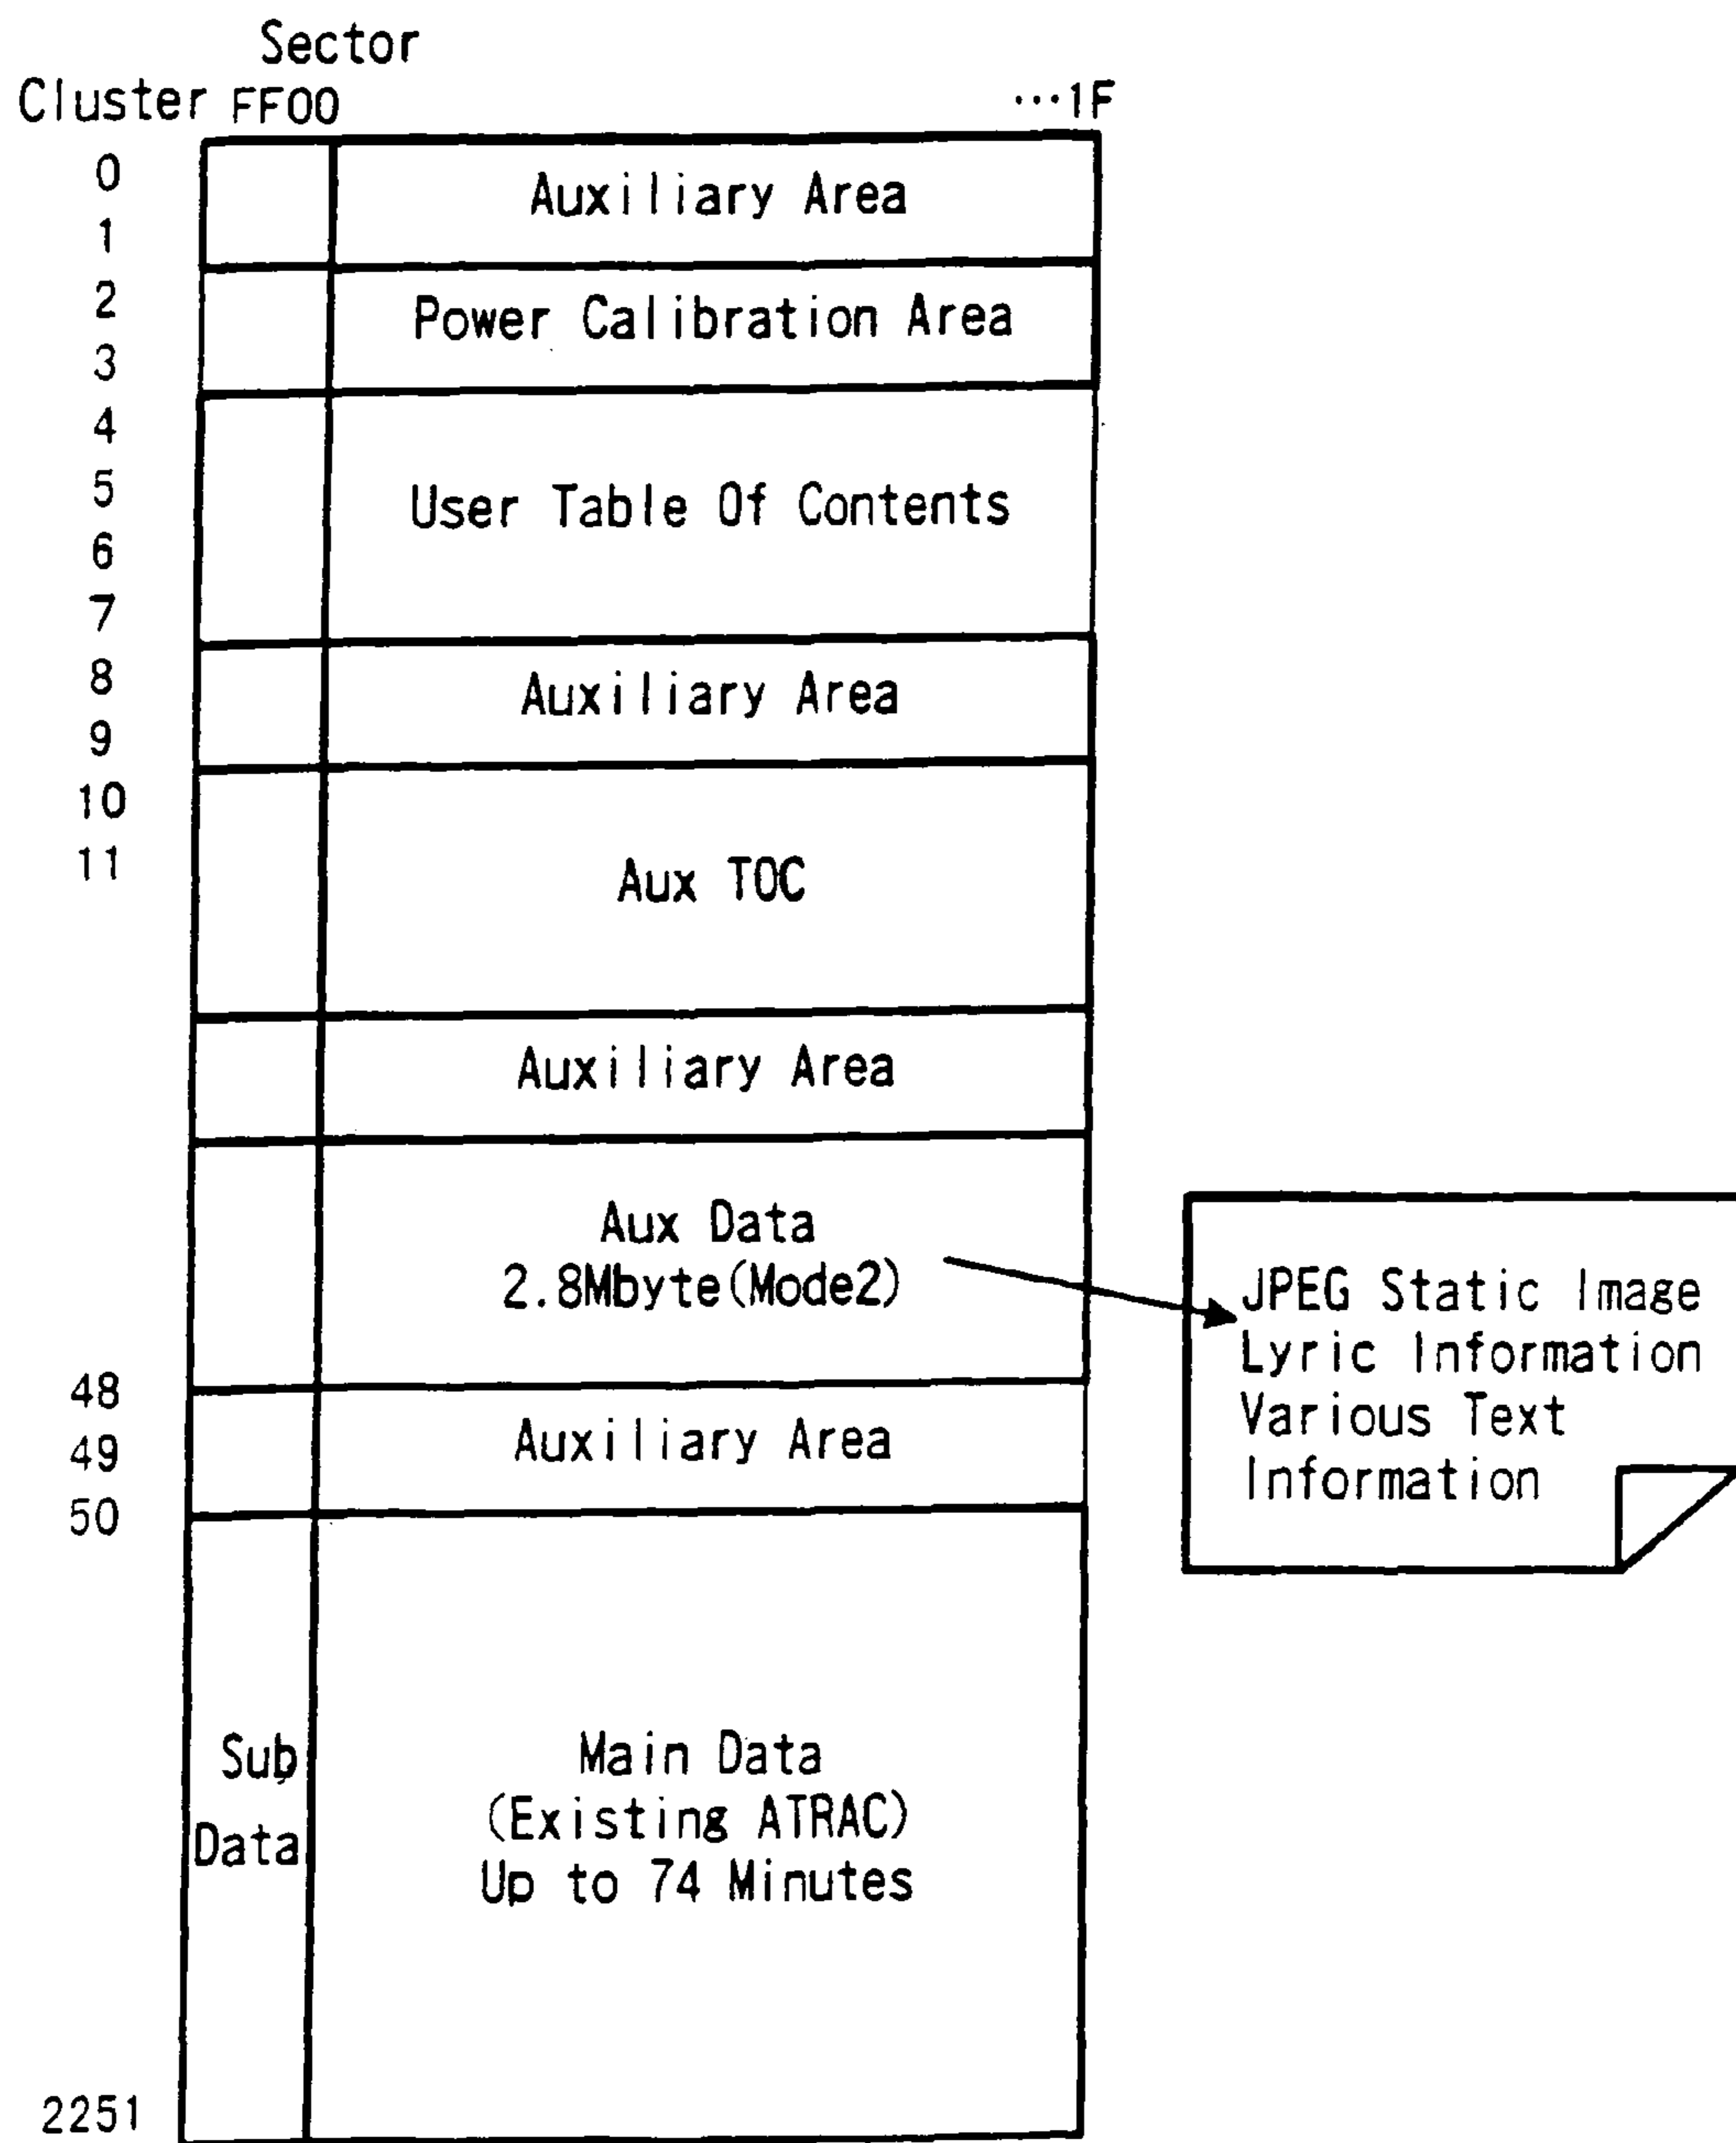 Sector
Cluster FF00 ···1F
0
Auxiliary Area
1
2
Power Calibration Area
3
4
5
User Table Of Contents
6
7
8
Auxiliary Area
9
10
11
Aux TOC
Auxiliary Area
Aux Data
2.8Mbyte(Mode2)
JPEG Static Image
Lyric Information
Various Text
Information
48
49
Auxiliary Area
50
Sub
Data
Main Data
(Existing ATRAC)
Up to 74 Minutes
2251